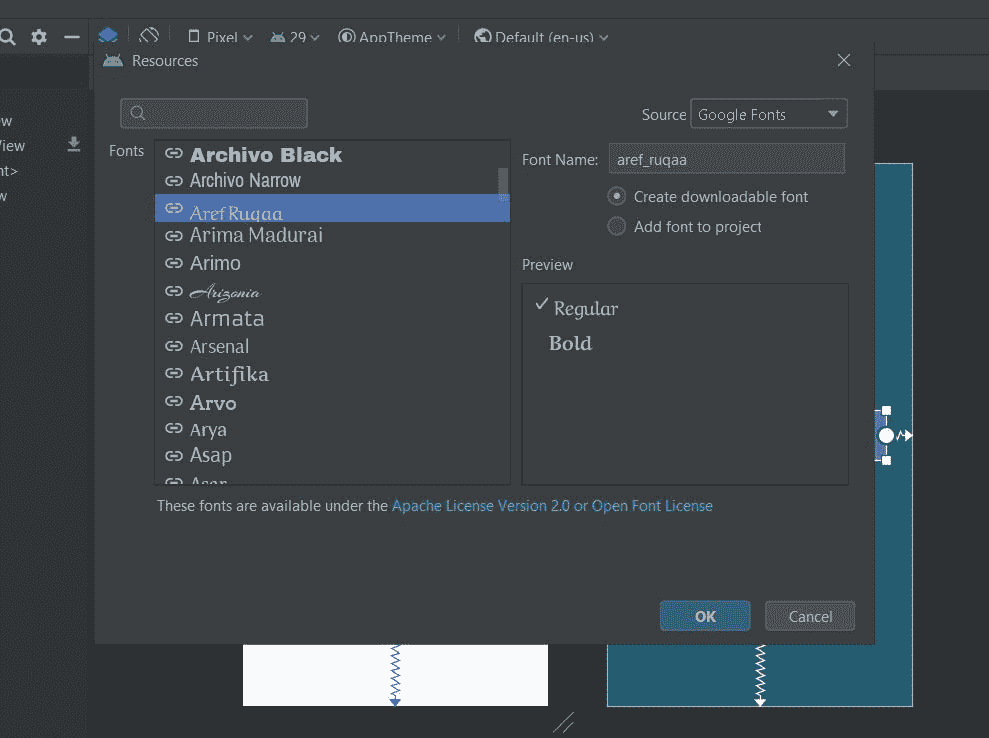 Pixel 29 AppTheme Default (en-us)
Resources
Source Google Fonts
Fonts
Archivo Black
Archivo Narrow
Aref Ruqaa
Arima Madurai
Arimo
Arizonia
Armata
Arsenal
Artifika
Arvo
Arya
Asap
Asar
Font Name: aref_ruqaa
Create downloadable font
Add font to project
Preview
Regular
Bold
These fonts are available under the Apache License Version 2.0 or Open Font License
OK Cancel